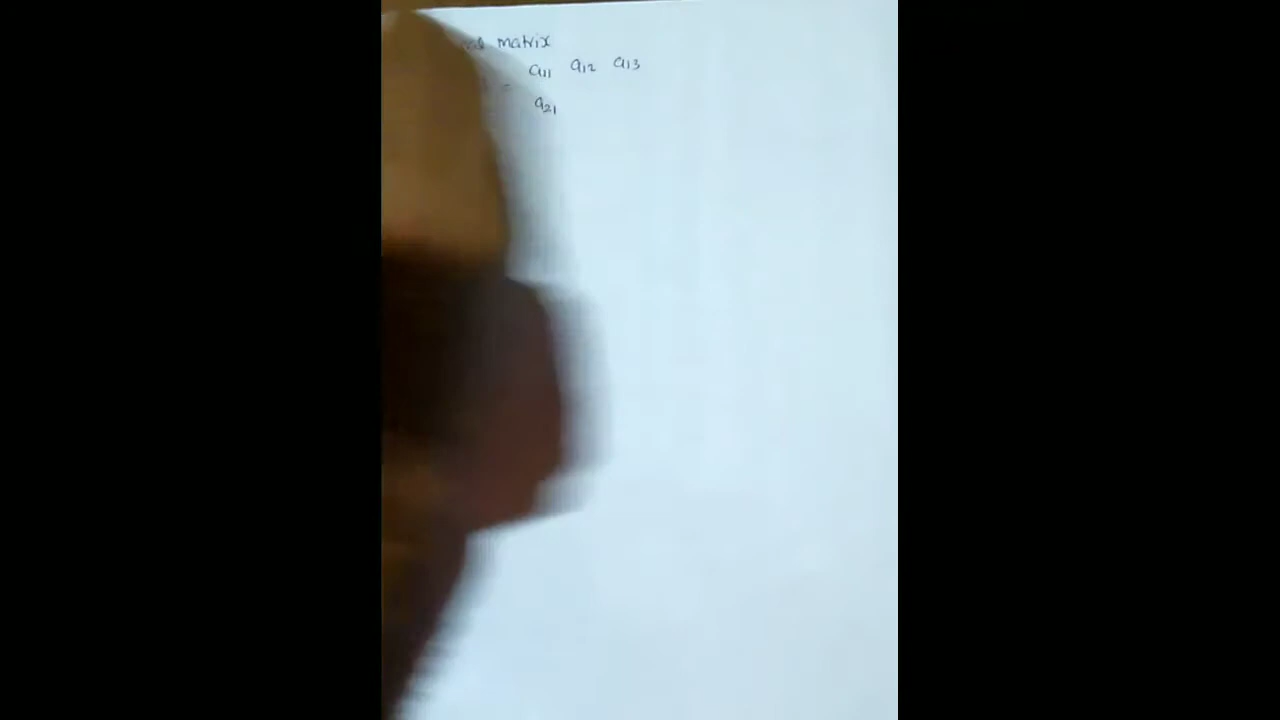 matrix
a11 a12 a13
=
a21